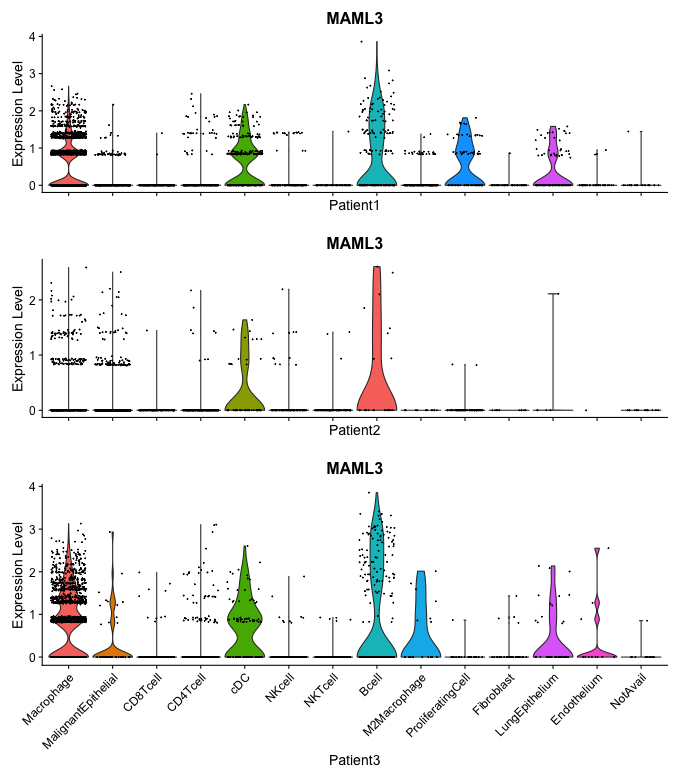 MAML3
Expression Level
4
3
2
1
0
Patient1
MAML3
Expression Level
2
1
0
Patient2
MAML3
Expression Level
4
3
2
1
0
Macrophage
MalignantEpithelial
CD8Tcell
CD4Tcell
cDC
NKcell
NKTcell
Bcell
M2Macrophage
ProliferatingCell
Fibroblast
LungEpithelium
Endothelium
NotAvail
Patient3